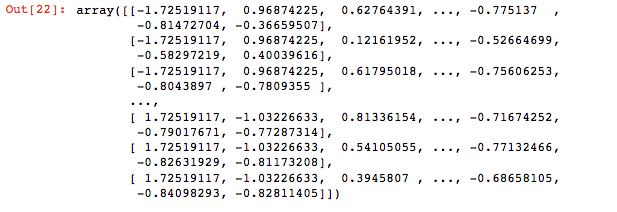 Out[22]: array([[-1.72519117,  0.96874225,  0.62764391, ..., -0.775137  ,
-0.81472704, -0.36659507],
[-1.72519117,  0.96874225,  0.12161952, ..., -0.52664699,
-0.58297219,  0.40039616],
[-1.72519117,  0.96874225,  0.61795018, ..., -0.75606253,
-0.8043897 , -0.7809355 ],
...,
[ 1.72519117, -1.03226633,  0.81336154, ..., -0.71674252,
-0.79017671, -0.77287314],
[ 1.72519117, -1.03226633,  0.54105055, ..., -0.77132466,
-0.82631929, -0.81173208],
[ 1.72519117, -1.03226633,  0.3945807 , ..., -0.68658105,
-0.84098293, -0.82811405]])